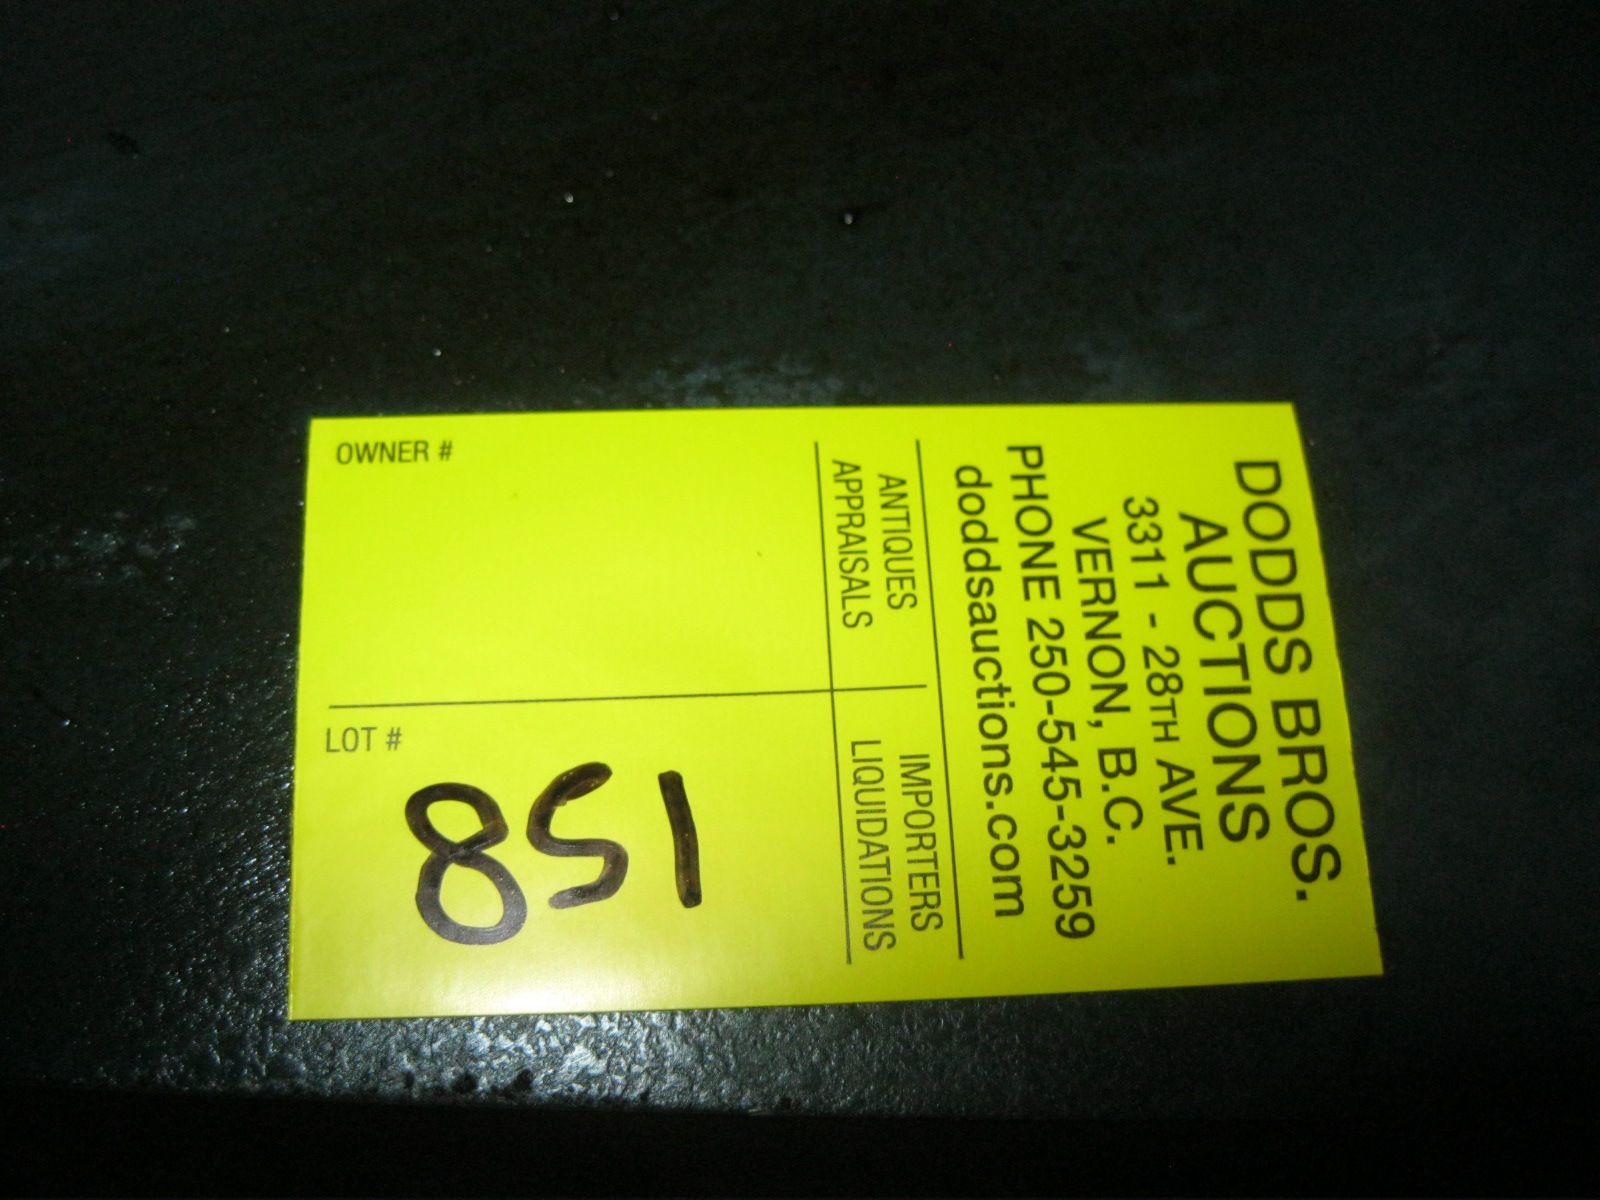 DODDS BROS.
AUCTIONS
3311 - 28TH AVE.
VERNON, B.C.
PHONE 250-545-3259
doddsauctions.com
ANTIQUES
APPRAISALS
IMPORTERS
LIQUIDATIONS
OWNER #
LOT #
851